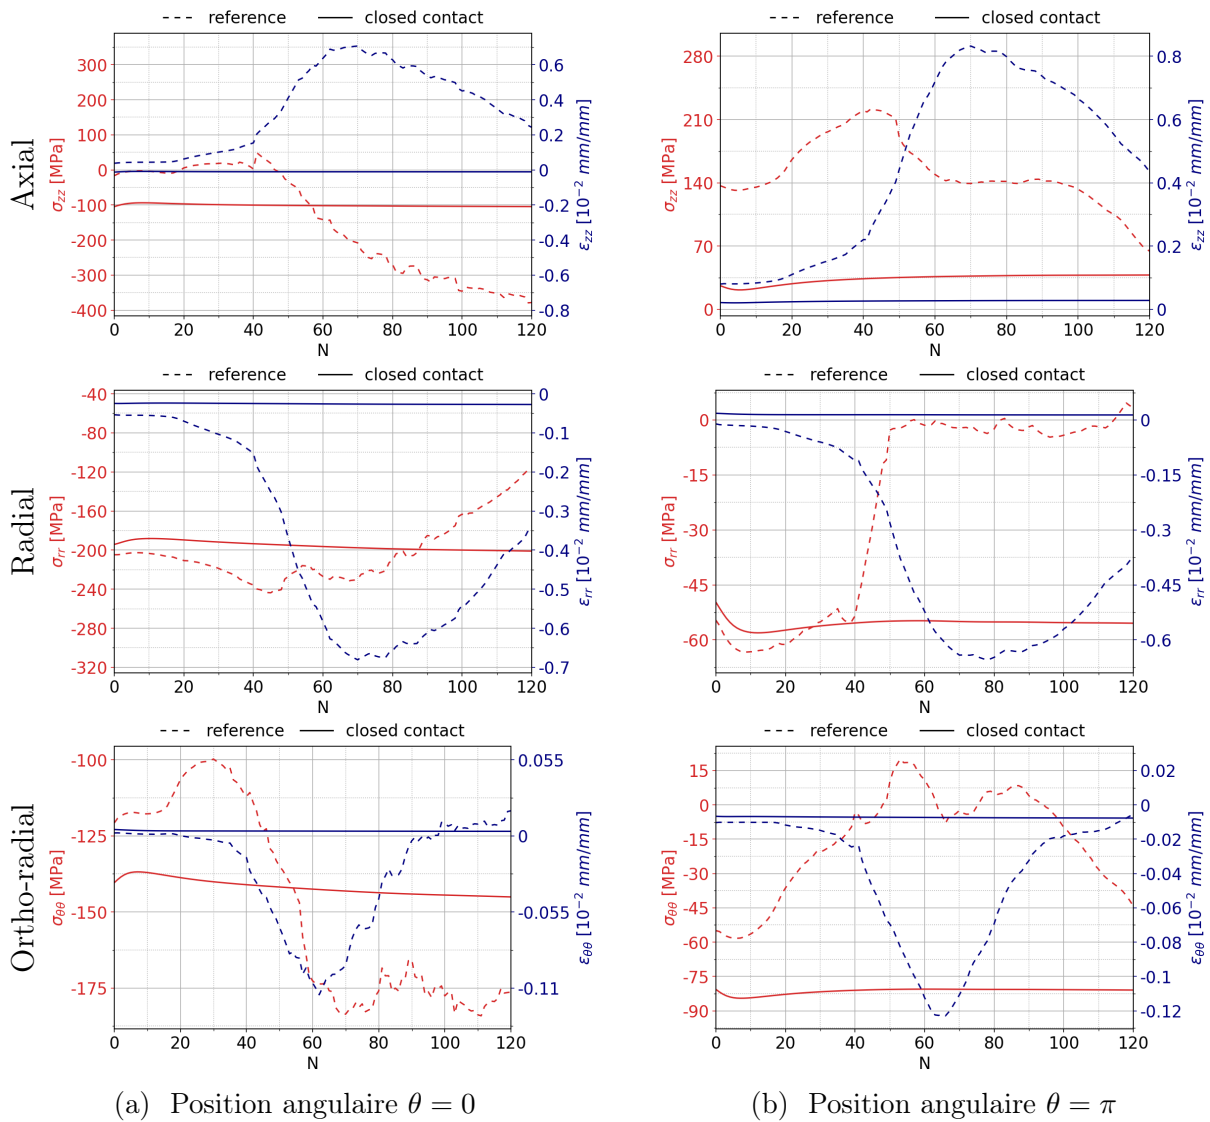 reference closed contact
reference closed contact
Axial
σzz [MPa]
300
200
100
0
-100
-200
-300
-400
0.6
0.4
0.2
0
-0.2
-0.4
-0.6
-0.8
εzz [10⁻² mm/mm]
0 20 40 60 80 100 120
N
σzz [MPa]
280
210
140
70
0
0.8
0.6
0.4
0.2
0
εzz [10⁻² mm/mm]
0 20 40 60 80 100 120
N
reference closed contact
reference closed contact
Radial
σrr [MPa]
-40
-80
-120
-160
-200
-240
-280
-320
0
-0.1
-0.2
-0.3
-0.4
-0.5
-0.6
-0.7
εrr [10⁻² mm/mm]
0 20 40 60 80 100 120
N
σrr [MPa]
0
-15
-30
-45
-60
0
-0.15
-0.3
-0.45
-0.6
εrr [10⁻² mm/mm]
0 20 40 60 80 100 120
N
reference closed contact
reference closed contact
Ortho-radial
σθθ [MPa]
-100
-125
-150
-175
0.055
0
-0.055
-0.11
εθθ [10⁻² mm/mm]
0 20 40 60 80 100 120
N
σθθ [MPa]
15
0
-15
-30
-45
-60
-75
-90
0.02
0
-0.02
-0.04
-0.06
-0.08
-0.1
-0.12
εθθ [10⁻² mm/mm]
0 20 40 60 80 100 120
N
(a) Position angulaire θ = 0
(b) Position angulaire θ = π